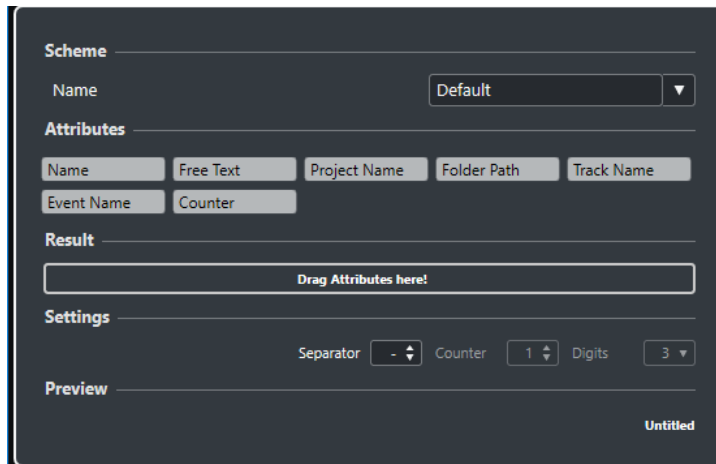 Scheme
Name Default
Attributes
Name Free Text Project Name Folder Path Track Name
Event Name Counter
Result
Drag Attributes here!
Settings
Separator - Counter 1 Digits 3
Preview
Untitled